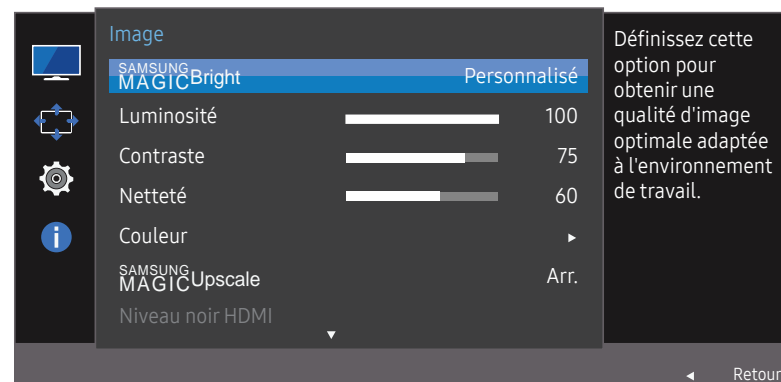 Image
SAMSUNG MAGIC Bright Personnalisé
Luminosité 100
Contraste 75
Netteté 60
Couleur
SAMSUNG MAGIC Upscale Arr.
Niveau noir HDMI
Définissez cette
option pour
obtenir une
qualité d'image
optimale adaptée
à l'environnement
de travail.
Retour